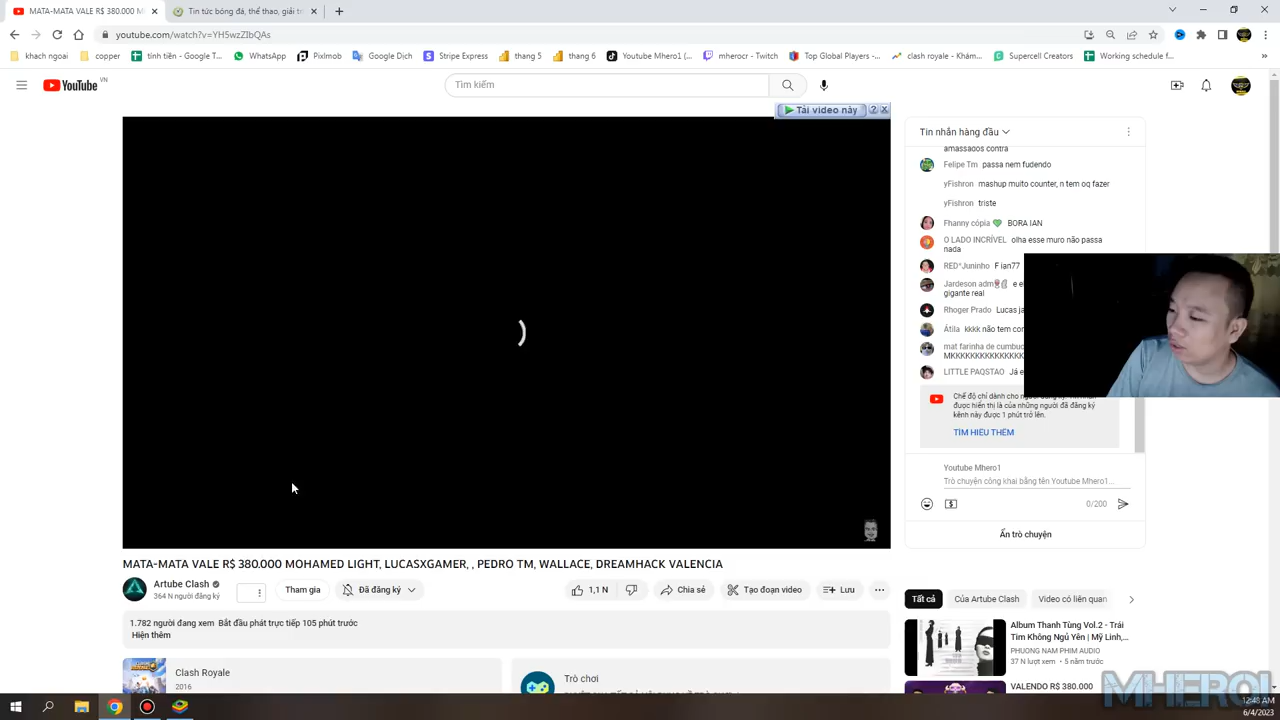 MATA-MATA VALE R$ 380.000 M
Tin tức bóng đá, thể thao, giải tr
youtube.com/watch?v=YH5wzZIbQAs
khach ngoai
copper
tính tiền - Google T...
WhatsApp
PixImob
Google Dịch
Stripe Express
thang 5
thang 6
Youtube Mhero1 (...
mherocr - Twitch
Top Global Players -...
clash royale - Khám...
Supercell Creators
Working schedule f...
YouTube VN
Tìm kiếm
Tải video này
Tin nhắn hàng đầu
amassados contra
Felipe Tm passa nem fudendo
yFishron mashup muito counter, n tem oq fazer
yFishron triste
Fhanny cópia BORA IAN
O LADO INCRÍVEL olha esse muro não passa
nada
RED°Juninho F ian77
Jardeson adm e e
gigante real
Rhoger Prado Lucas ja
Átila kkkk não tem co
mat farinha de cumbuc
MKKKKKKKKKKKKK
LITTLE PAQSTAO Já e
Chế độ chỉ dành cho
được hiển thị là của những người đã đăng ký
kênh này được 1 phút trở lên.
TÌM HIỂU THÊM
Youtube Mhero1
Trò chuyện công khai bằng tên Youtube Mhero1...
0/200
Ẩn trò chuyện
MATA-MATA VALE R$ 380.000 MOHAMED LIGHT, LUCASXGAMER, , PEDRO TM, WALLACE, DREAMHACK VALENCIA
Artube Clash
364 N người đăng ký
Tham gia
Đã đăng ký
1,1 N
Chia sẻ
Tạo đoạn video
Lưu
1.782 người đang xem Bắt đầu phát trực tiếp 105 phút trước
Hiện thêm
Clash Royale
2016
Trò chơi
Tất cả
Của Artube Clash
Video có liên quan
Album Thanh Tùng Vol.2 - Trái
Tim Không Ngủ Yên | Mỹ Linh,...
PHUONG NAM PHIM AUDIO
37 N lượt xem • 5 năm trước
VALENDO R$ 380.000
MHERO1
12:48 AM
6/4/2023